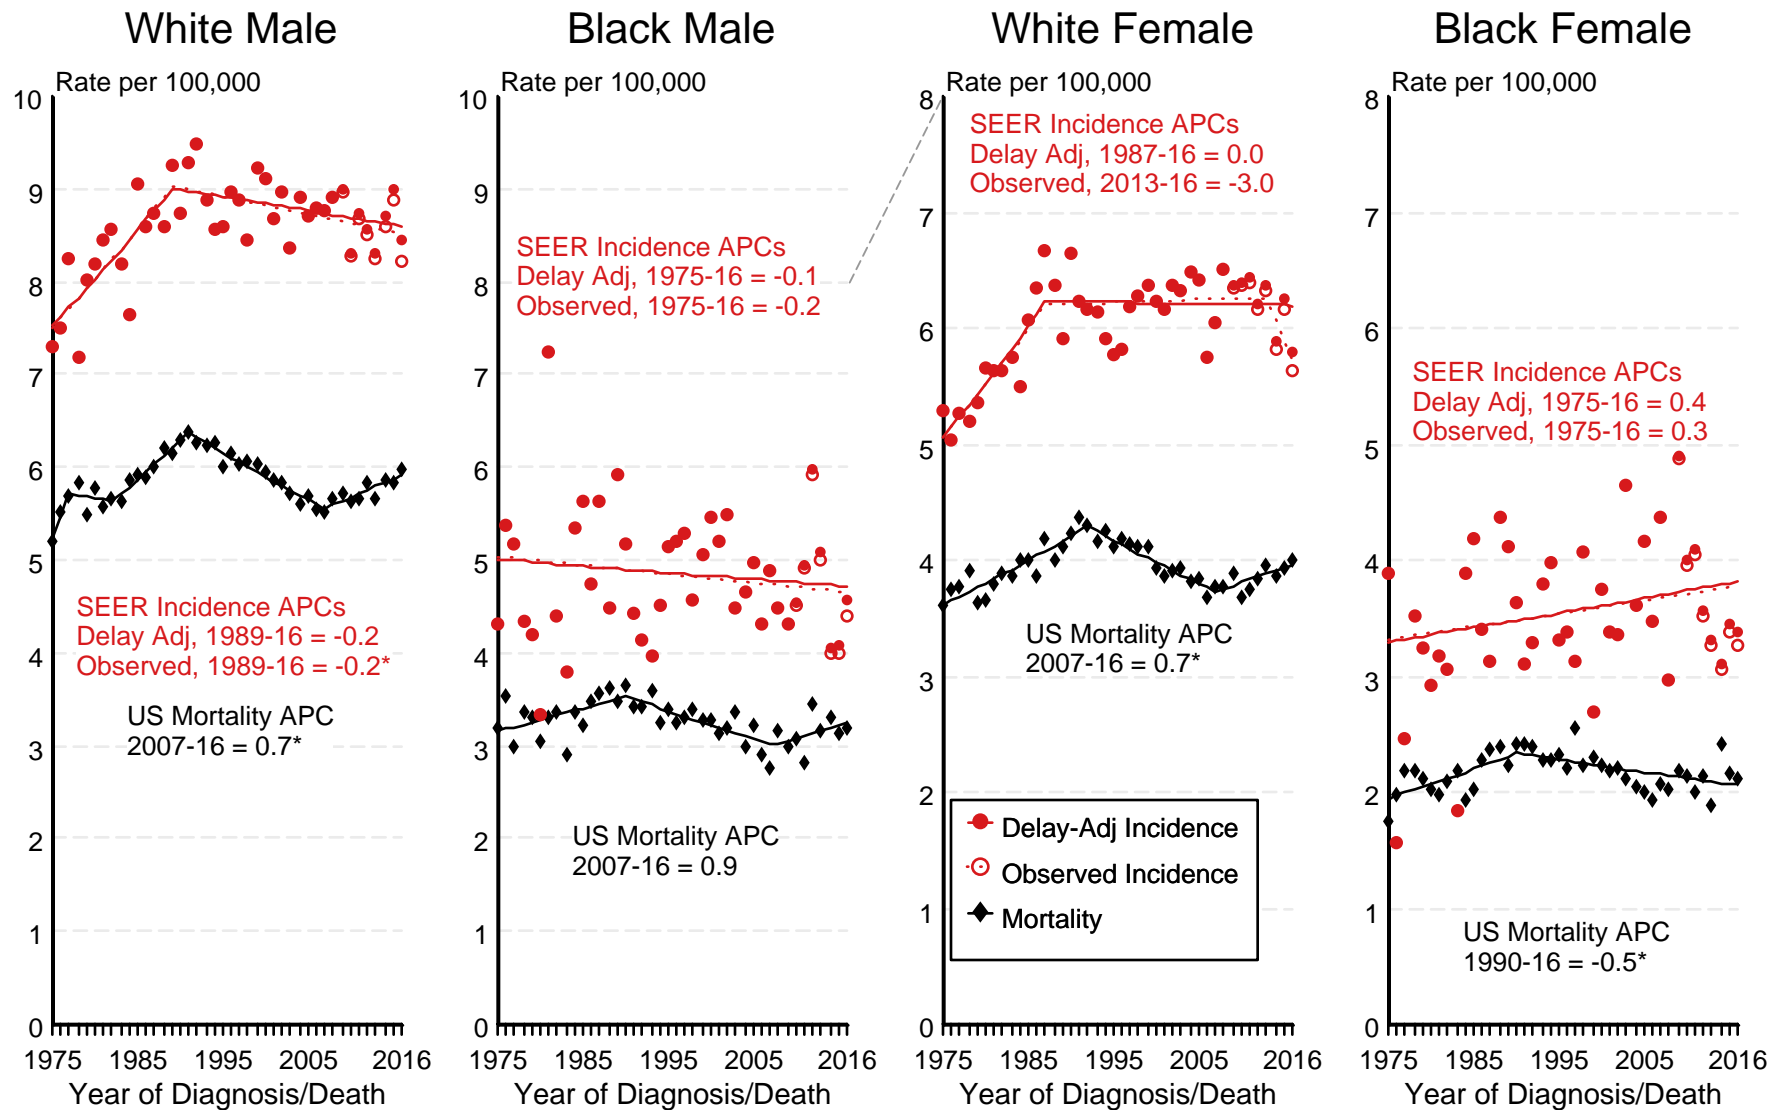 White Male
Rate per 100,000
10
9
8
7
6
5
4
3
2
1
0
SEER Incidence APCs
Delay Adj, 1989-16 = -0.2
Observed, 1989-16 = -0.2*
US Mortality APC
2007-16 = 0.7*
1975 1985 1995 2005 2016
Year of Diagnosis/Death
Black Male
Rate per 100,000
10
9
8
7
6
5
4
3
2
1
0
SEER Incidence APCs
Delay Adj, 1975-16 = -0.1
Observed, 1975-16 = -0.2
US Mortality APC
2007-16 = 0.9
1975 1985 1995 2005 2016
Year of Diagnosis/Death
White Female
Rate per 100,000
8
7
6
5
4
3
2
1
0
SEER Incidence APCs
Delay Adj, 1987-16 = 0.0
Observed, 2013-16 = -3.0
US Mortality APC
2007-16 = 0.7*
Delay-Adj Incidence
Observed Incidence
Mortality
1975 1985 1995 2005 2016
Year of Diagnosis/Death
Black Female
Rate per 100,000
8
7
6
5
4
3
2
1
0
SEER Incidence APCs
Delay Adj, 1975-16 = 0.4
Observed, 1975-16 = 0.3
US Mortality APC
1990-16 = -0.5*
1975 1985 1995 2005 2016
Year of Diagnosis/Death